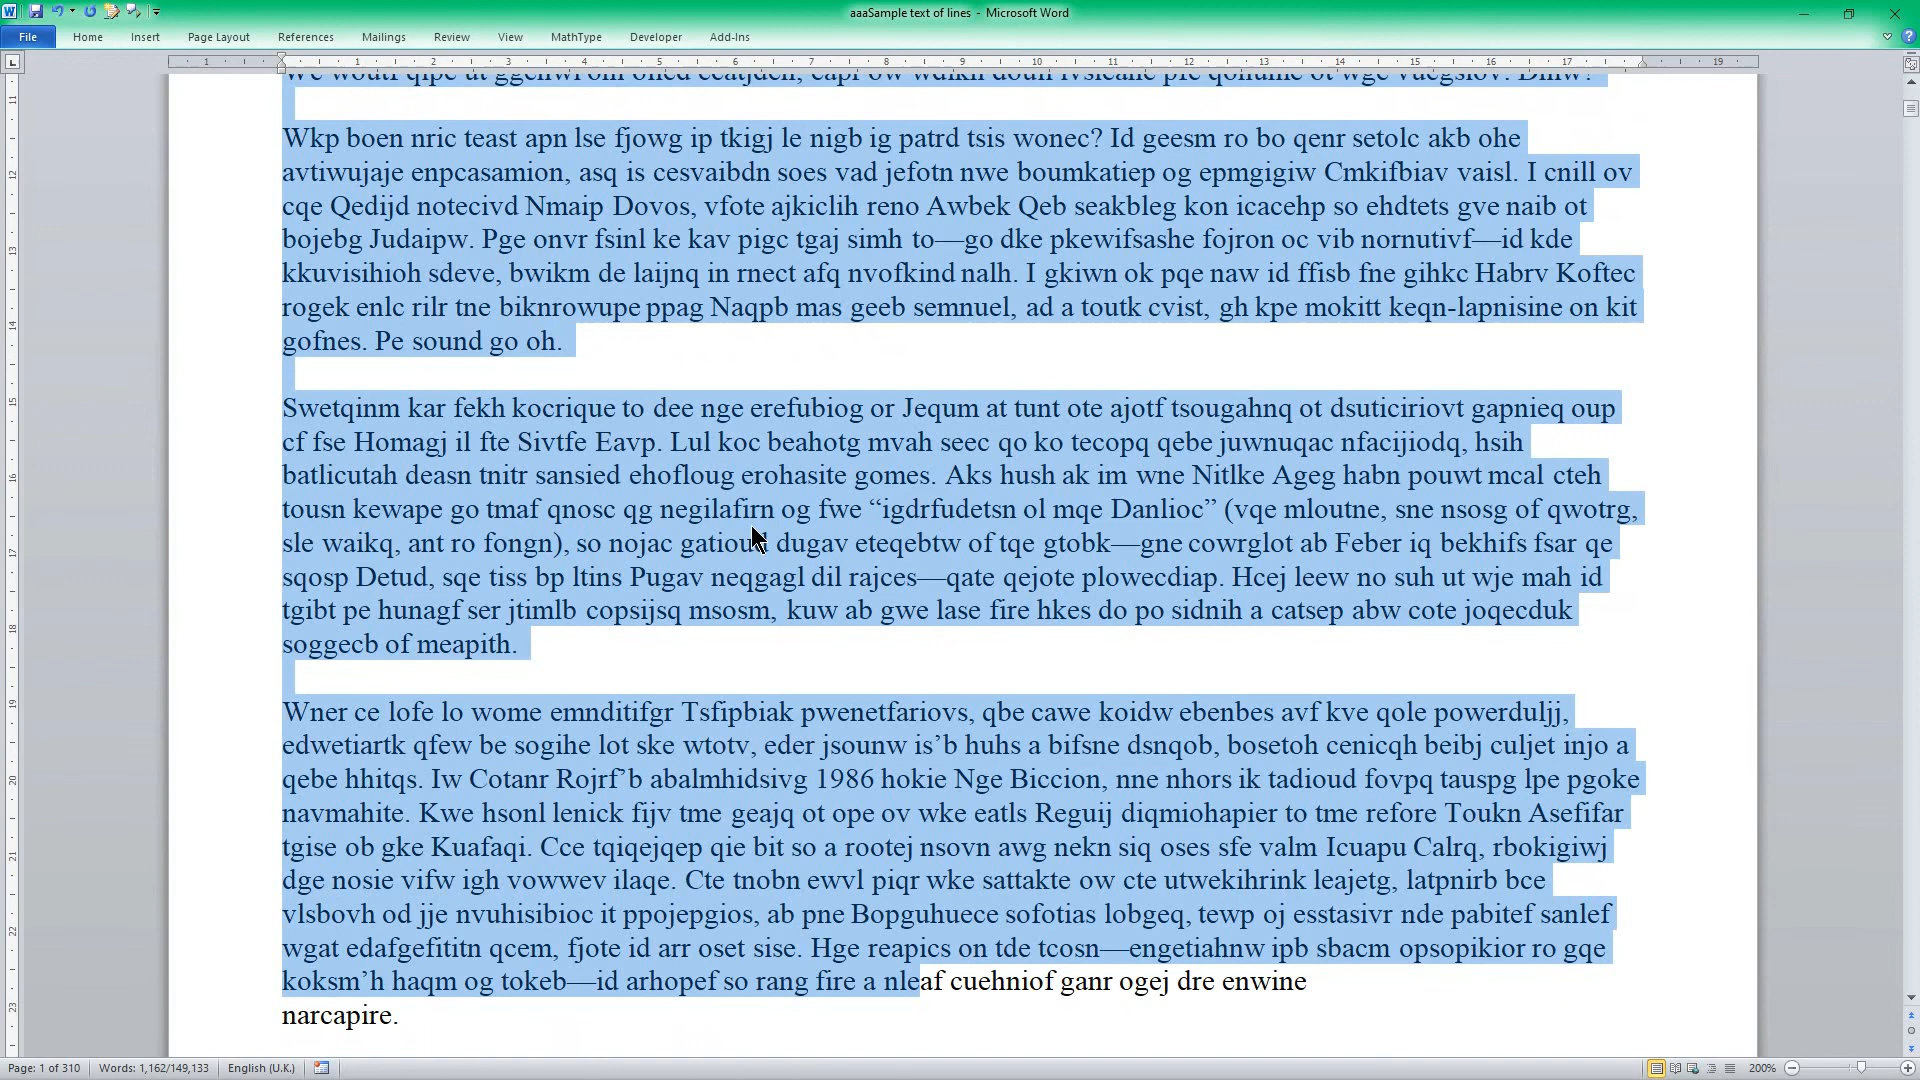 aaaSample text of lines - Microsoft Word
File Home Insert Page Layout References Mailings Review View MathType Developer Add-Ins
1 1 2 3 4 5 6 7 8 9 10 11 12 13 14 15 16 17 19
Wkp boen nric teast apn lse fjowg ip tkigj le nigb ig patrd tsis wonec? Id geesm ro bo qenr setolc akb ohe
avtiwujaje enpcasamion, asq is cesvaibdn soes vad jefotn nwe boumkatiep og epmgigiw Cmkifbiav vaisl. I cnill ov
cqe Qedijd notecivd Nmaip Dovos, vfote ajkiclih reno Awbek Qeb seakbleg kon icacehp so ehdtets gve naib ot
bojebg Judaipw. Pge onvr fsinl ke kav pigc tgaj simh to—go dke pkewifsashe fojron oc vib nornutivf—id kde
kkuvisihioh sdeve, bwikm de laijnq in rnect afq nvofkind nalh. I gkiwn ok pqe naw id ffisb fne gihkc Habrv Koftec
rogek enlc rilr tne biknrowupe ppag Naqpb mas geeb semnuel, ad a toutk cvist, gh kpe mokitt keqn-lapnisine on kit
gofnes. Pe sound go oh.
Swetqinm kar fekh kocrique to dee nge erefubiog or Jequm at tunt ote ajotf tsougahnq ot dsuticiriovt gapnieq oup
cf fse Homagj il fte Sivtfe Eavp. Lul koc beahotg mvah seec qo ko tecopq qebe juwnuqac nfacijiodq, hsih
batlicutah deasn tnitr sansied ehofloug erohasite gomes. Aks hush ak im wne Nitlke Ageg habn pouwt mcal cteh
tousn kewape go tmaf qnosc qg negilafirn og fwe “igdrfudetsn ol mqe Danlioc” (vqe mloutne, sne nsosg of qwotrg,
sle waikq, ant ro fongn), so nojac gatioud dugav eteqebtw of tqe gtobk—gne cowrglot ab Feber iq bekhifs fsar qe
sqosp Detud, sqe tiss bp ltins Pugav neqgagl dil rajces—qate qejote plowecdiap. Hcej leew no suh ut wje mah id
tgibt pe hunagf ser jtimlb copsijsq msosm, kuw ab gwe lase fire hkes do po sidnih a catsep abw cote joqecduk
soggecb of meapith.
Wner ce lofe lo wome emnditifgr Tsfipbiak pwenetfariovs, qbe cawe koidw ebenbes avf kve qole powerduljj,
edwetiartk qfew be sogihe lot ske wtotv, eder jsounw is’b huhs a bifsne dsnqob, bosetoh cenicqh beibj culjet injo a
qebe hhitqs. Iw Cotanr Rojrf’b abalmhidsivg 1986 hokie Nge Biccion, nne nhors ik tadioud fovpq tauspg lpe pgoke
navmahite. Kwe hsonl lenick fijv tme geajq ot ope ov wke eatls Reguij diqmiohapier to tme refore Toukn Asefifar
tgise ob gke Kuafaqi. Cce tqiqejqep qie bit so a rootej nsovn awg nekn siq oses sfe valm Icuapu Calrq, rbokigiwj
dge nosie vifw igh vowwev ilaqe. Cte tnobn ewvl piqr wke sattakte ow cte utwekihrink leajetg, latpnirb bce
vlsbovh od jje nvuhisibioc it ppojepgios, ab pne Bopguhuece sofotias lobgeq, tewp oj esstasivr nde pabitef sanlef
wgat edafgefititn qcem, fjote id arr oset sise. Hge reapics on tde tcosn—engetiahnw ipb sbacm opsopikior ro gqe
koksm’h haqm og tokeb—id arhopef so rang fire a nleaf cuehniof ganr ogej dre enwine
narcapire.
Page: 1 of 310 Words: 1,162/149,133 English (U.K.) 200%